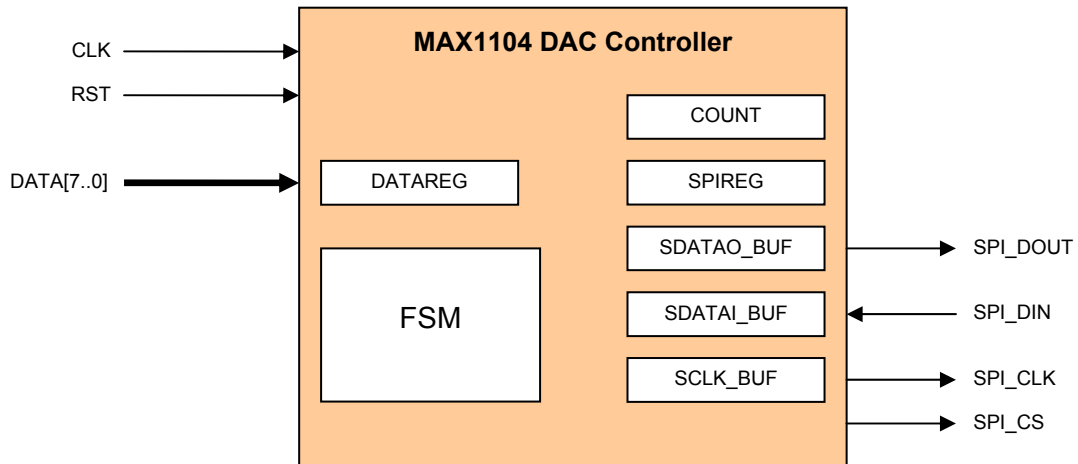 MAX1104 DAC Controller
CLK
RST
COUNT
DATA[7..0]
DATAREG
SPIREG
SDATAO_BUF
SPI_DOUT
FSM
SDATAI_BUF
SPI_DIN
SCLK_BUF
SPI_CLK
SPI_CS